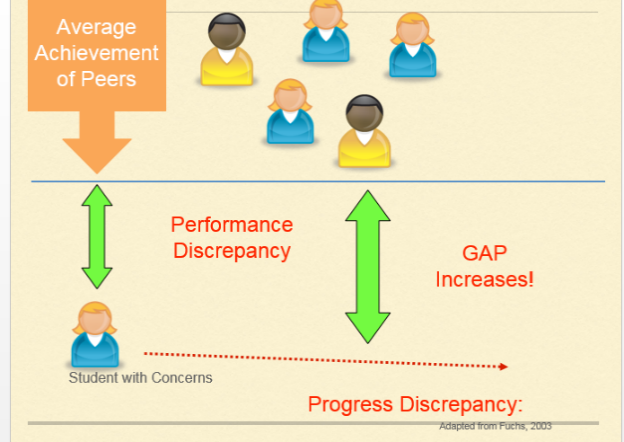 Average
Achievement
of Peers
Performance
Discrepancy
GAP
Increases!
Student with Concerns
Progress Discrepancy:
Adapted from Fuchs, 2003